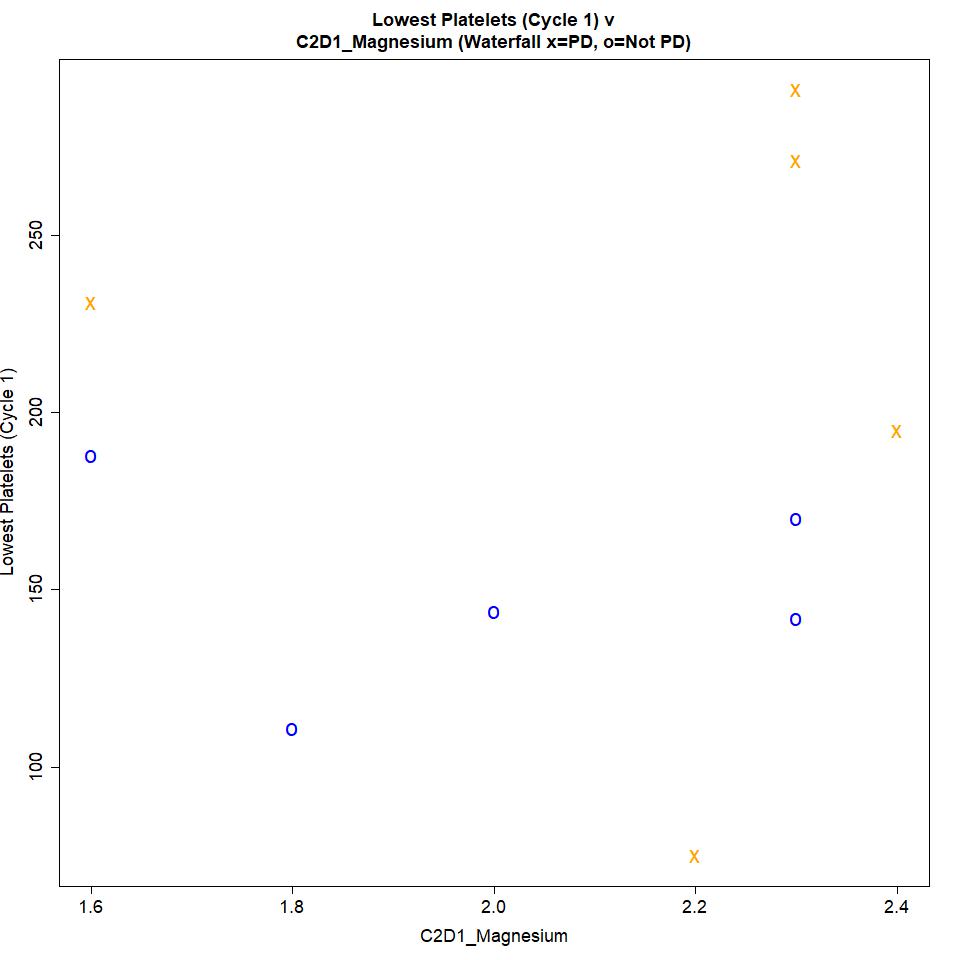 Lowest Platelets (Cycle 1) v
C2D1_Magnesium (Waterfall x=PD, o=Not PD)
Lowest Platelets (Cycle 1)
250
200
150
100
X
X
X
X
O
O
O
O
O
X
1.6
1.8
2.0
2.2
2.4
C2D1_Magnesium